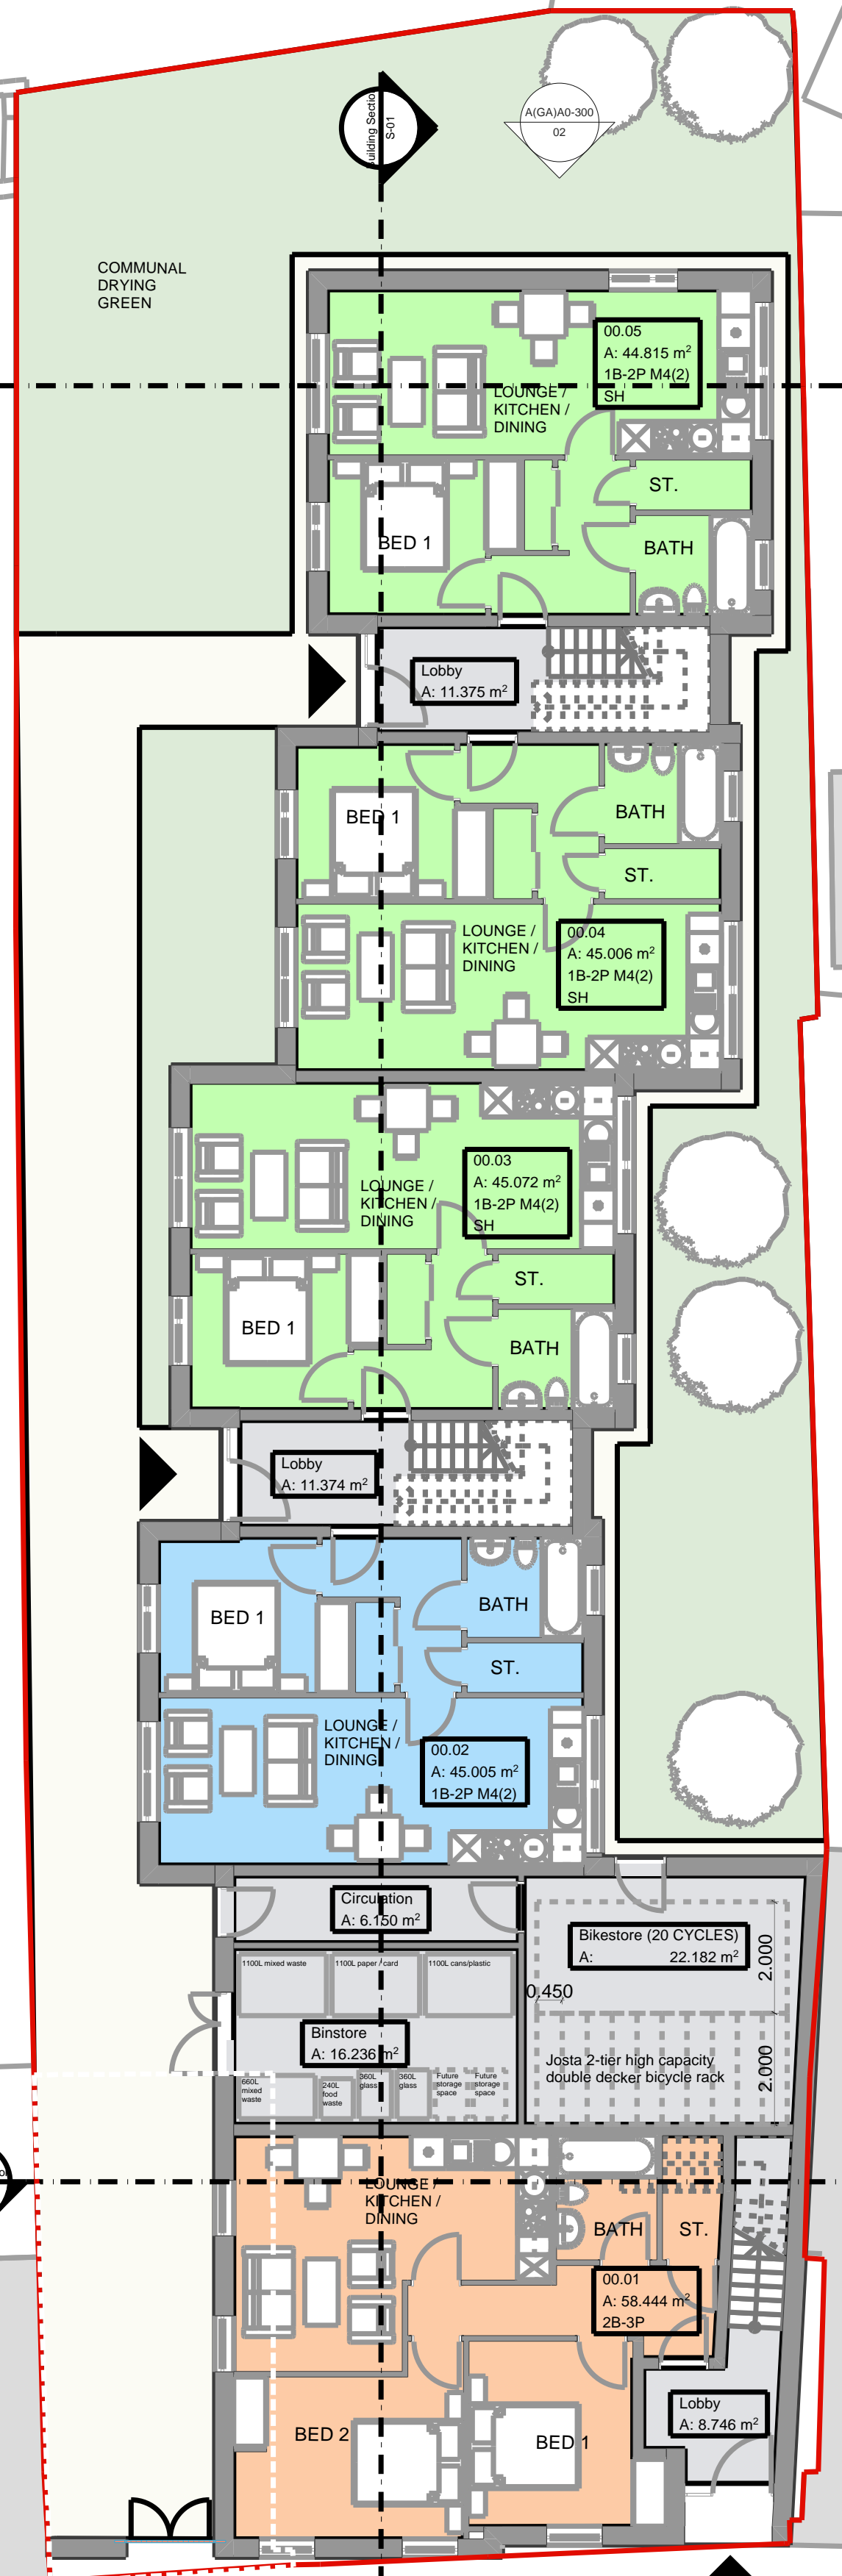 A(GA)A0-300
02
Building Section
S-01
COMMUNAL
DRYING
GREEN
00.05
A: 44.815 m²
1B-2P M4(2)
SH
LOUNGE /
KITCHEN /
DINING
ST.
BED 1
BATH
Lobby
A: 11.375 m²
BED 1
BATH
ST.
LOUNGE /
KITCHEN /
DINING
00.04
A: 45.006 m²
1B-2P M4(2)
SH
00.03
A: 45.072 m²
1B-2P M4(2)
SH
LOUNGE /
KITCHEN /
DINING
ST.
BED 1
BATH
Lobby
A: 11.374 m²
BED 1
BATH
ST.
LOUNGE /
KITCHEN /
DINING
00.02
A: 45.005 m²
1B-2P M4(2)
Circulation
A: 6.150 m²
Bikestore (20 CYCLES)
A: 22.182 m²
2.000
0.450
1100L mixed waste
1100L paper / card
1100L cans/plastic
Binstore
A: 16.236 m²
Josta 2-tier high capacity
double decker bicycle rack
2.000
660L
mixed
waste
240L
food
waste
360L
glass
360L
glass
Future
storage
space
Future
storage
space
LOUNGE /
KITCHEN /
DINING
BATH
ST.
00.01
A: 58.444 m²
2B-3P
Lobby
A: 8.746 m²
BED 2
BED 1